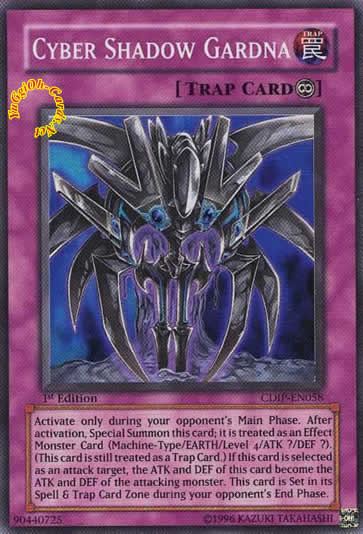 CYBER SHADOW GARDNA
TRAP
罠
[TRAP CARD∞]
YuGiOh-Cards.Net
1st Edition
CDIP-EN058
Activate only during your opponent's Main Phase. After
activation, Special Summon this card; it is treated as an Effect
Monster Card (Machine-Type/EARTH/Level 4/ATK ?/DEF ?).
(This card is still treated as a Trap Card.) If this card is selected
as an attack target, the ATK and DEF of this card become the
ATK and DEF of the attacking monster. This card is Set in its
Spell & Trap Card Zone during your opponent's End Phase.
90440725
©1996 KAZUKI TAKAHASHI